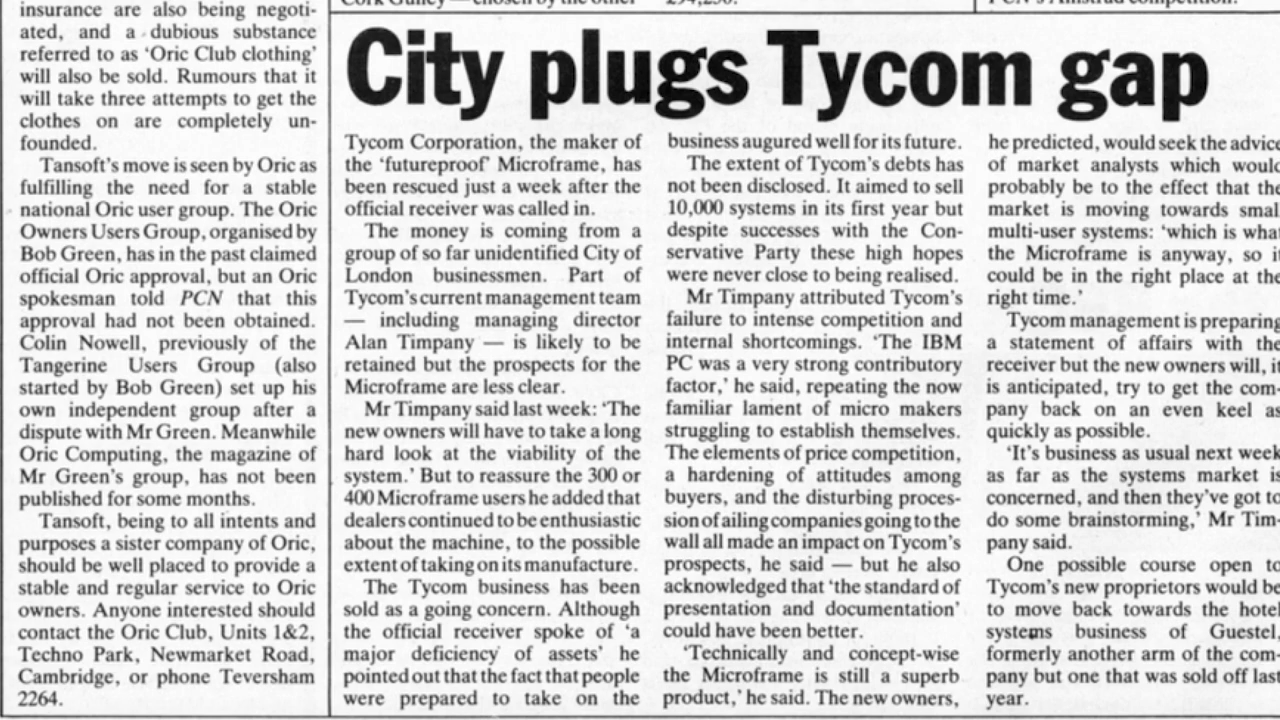 insurance are also being negoti-
ated, and a dubious substance
referred to as ‘Oric Club clothing’
will also be sold. Rumours that it
will take three attempts to get the
clothes on are completely un-
founded.
Tansoft's move is seen by Oric as
fulfilling the need for a stable
national Oric user group. The Oric
Owners Users Group, organised by
Bob Green, has in the past claimed
official Oric approval, but an Oric
spokesman told PCN that this
approval had not been obtained.
Colin Nowell, previously of the
Tangerine Users Group (also
started by Bob Green) set up his
own independent group after a
dispute with Mr Green. Meanwhile
Oric Computing, the magazine of
Mr Green's group, has not been
published for some months.
Tansoft, being to all intents and
purposes a sister company of Oric,
should be well placed to provide a
stable and regular service to Oric
owners. Anyone interested should
contact the Oric Club, Units 1&2,
Techno Park, Newmarket Road,
Cambridge, or phone Teversham
2264.
City plugs Tycom gap
Tycom Corporation, the maker of
the ‘futureproof’ Microframe, has
been rescued just a week after the
official receiver was called in.
The money is coming from a
group of so far unidentified City of
London businessmen. Part of
Tycom's current management team
— including managing director
Alan Timpany — is likely to be
retained but the prospects for the
Microframe are less clear.
Mr Timpany said last week: ‘The
new owners will have to take a long
hard look at the viability of the
system.’ But to reassure the 300 or
400 Microframe users he added that
dealers continued to be enthusiastic
about the machine, to the possible
extent of taking on its manufacture.
The Tycom business has been
sold as a going concern. Although
the official receiver spoke of ‘a
major deficiency of assets’ he
pointed out that the fact that people
were prepared to take on the
business augured well for its future.
The extent of Tycom's debts has
not been disclosed. It aimed to sell
10,000 systems in its first year but
despite successes with the Con-
servative Party these high hopes
were never close to being realised.
Mr Timpany attributed Tycom's
failure to intense competition and
internal shortcomings. ‘The IBM
PC was a very strong contributory
factor,’ he said, repeating the now
familiar lament of micro makers
struggling to establish themselves.
The elements of price competition,
a hardening of attitudes among
buyers, and the disturbing proces-
sion of ailing companies going to the
wall all made an impact on Tycom's
prospects, he said — but he also
acknowledged that ‘the standard of
presentation and documentation’
could have been better.
‘Technically and concept-wise
the Microframe is still a superb
product,’ he said. The new owners,
he predicted, would seek the advice
of market analysts which would
probably be to the effect that the
market is moving towards small
multi-user systems: ‘which is what
the Microframe is anyway, so it
could be in the right place at the
right time.’
Tycom management is preparing
a statement of affairs with the
receiver but the new owners will, it
is anticipated, try to get the com-
pany back on an even keel as
quickly as possible.
‘It's business as usual next week
as far as the systems market is
concerned, and then they've got to
do some brainstorming,’ Mr Tim-
pany said.
One possible course open to
Tycom's new proprietors would be
to move back towards the hotel
systems business of Guestel,
formerly another arm of the com-
pany but one that was sold off last
year.